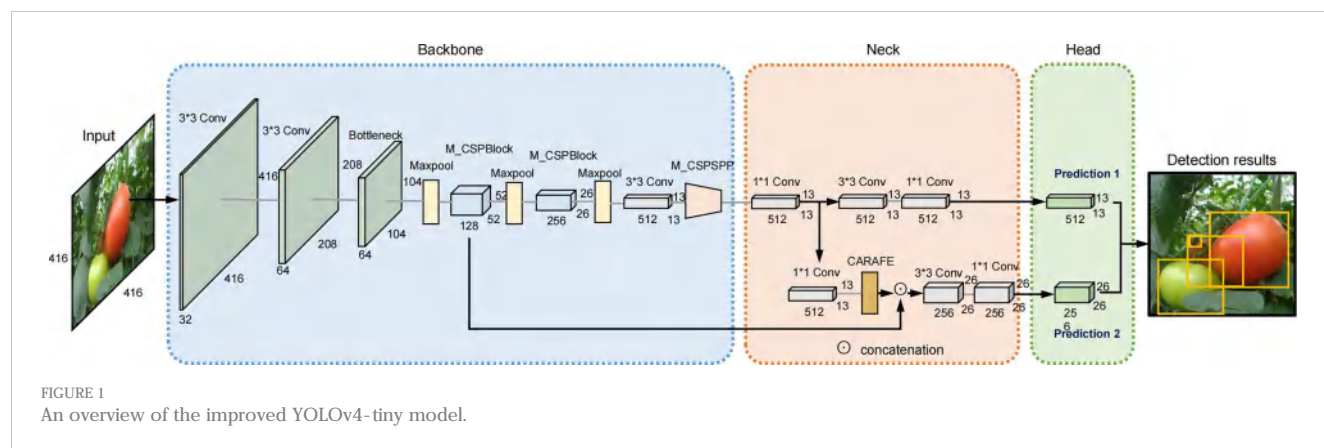 Backbone
Neck
Head
Input
3*3 Conv
416
416
32
3*3 Conv
416
416
208
64
Bottleneck
208
104
64
Maxpool
104
M_CSPBlock
52
52
128
Maxpool
M_CSPBlock
26
26
256
Maxpool
3*3 Conv
13
13
512
M_CSPSPP
1*1 Conv
13
13
512
3*3 Conv
13
13
512
1*1 Conv
13
13
512
Prediction 1
13
13
512
Detection results
1*1 Conv
13
13
512
CARAFE
3*3 Conv
26
26
256
1*1 Conv
26
26
256
26
26
25
6
Prediction 2
concatenation
FIGURE 1
An overview of the improved YOLOv4-tiny model.